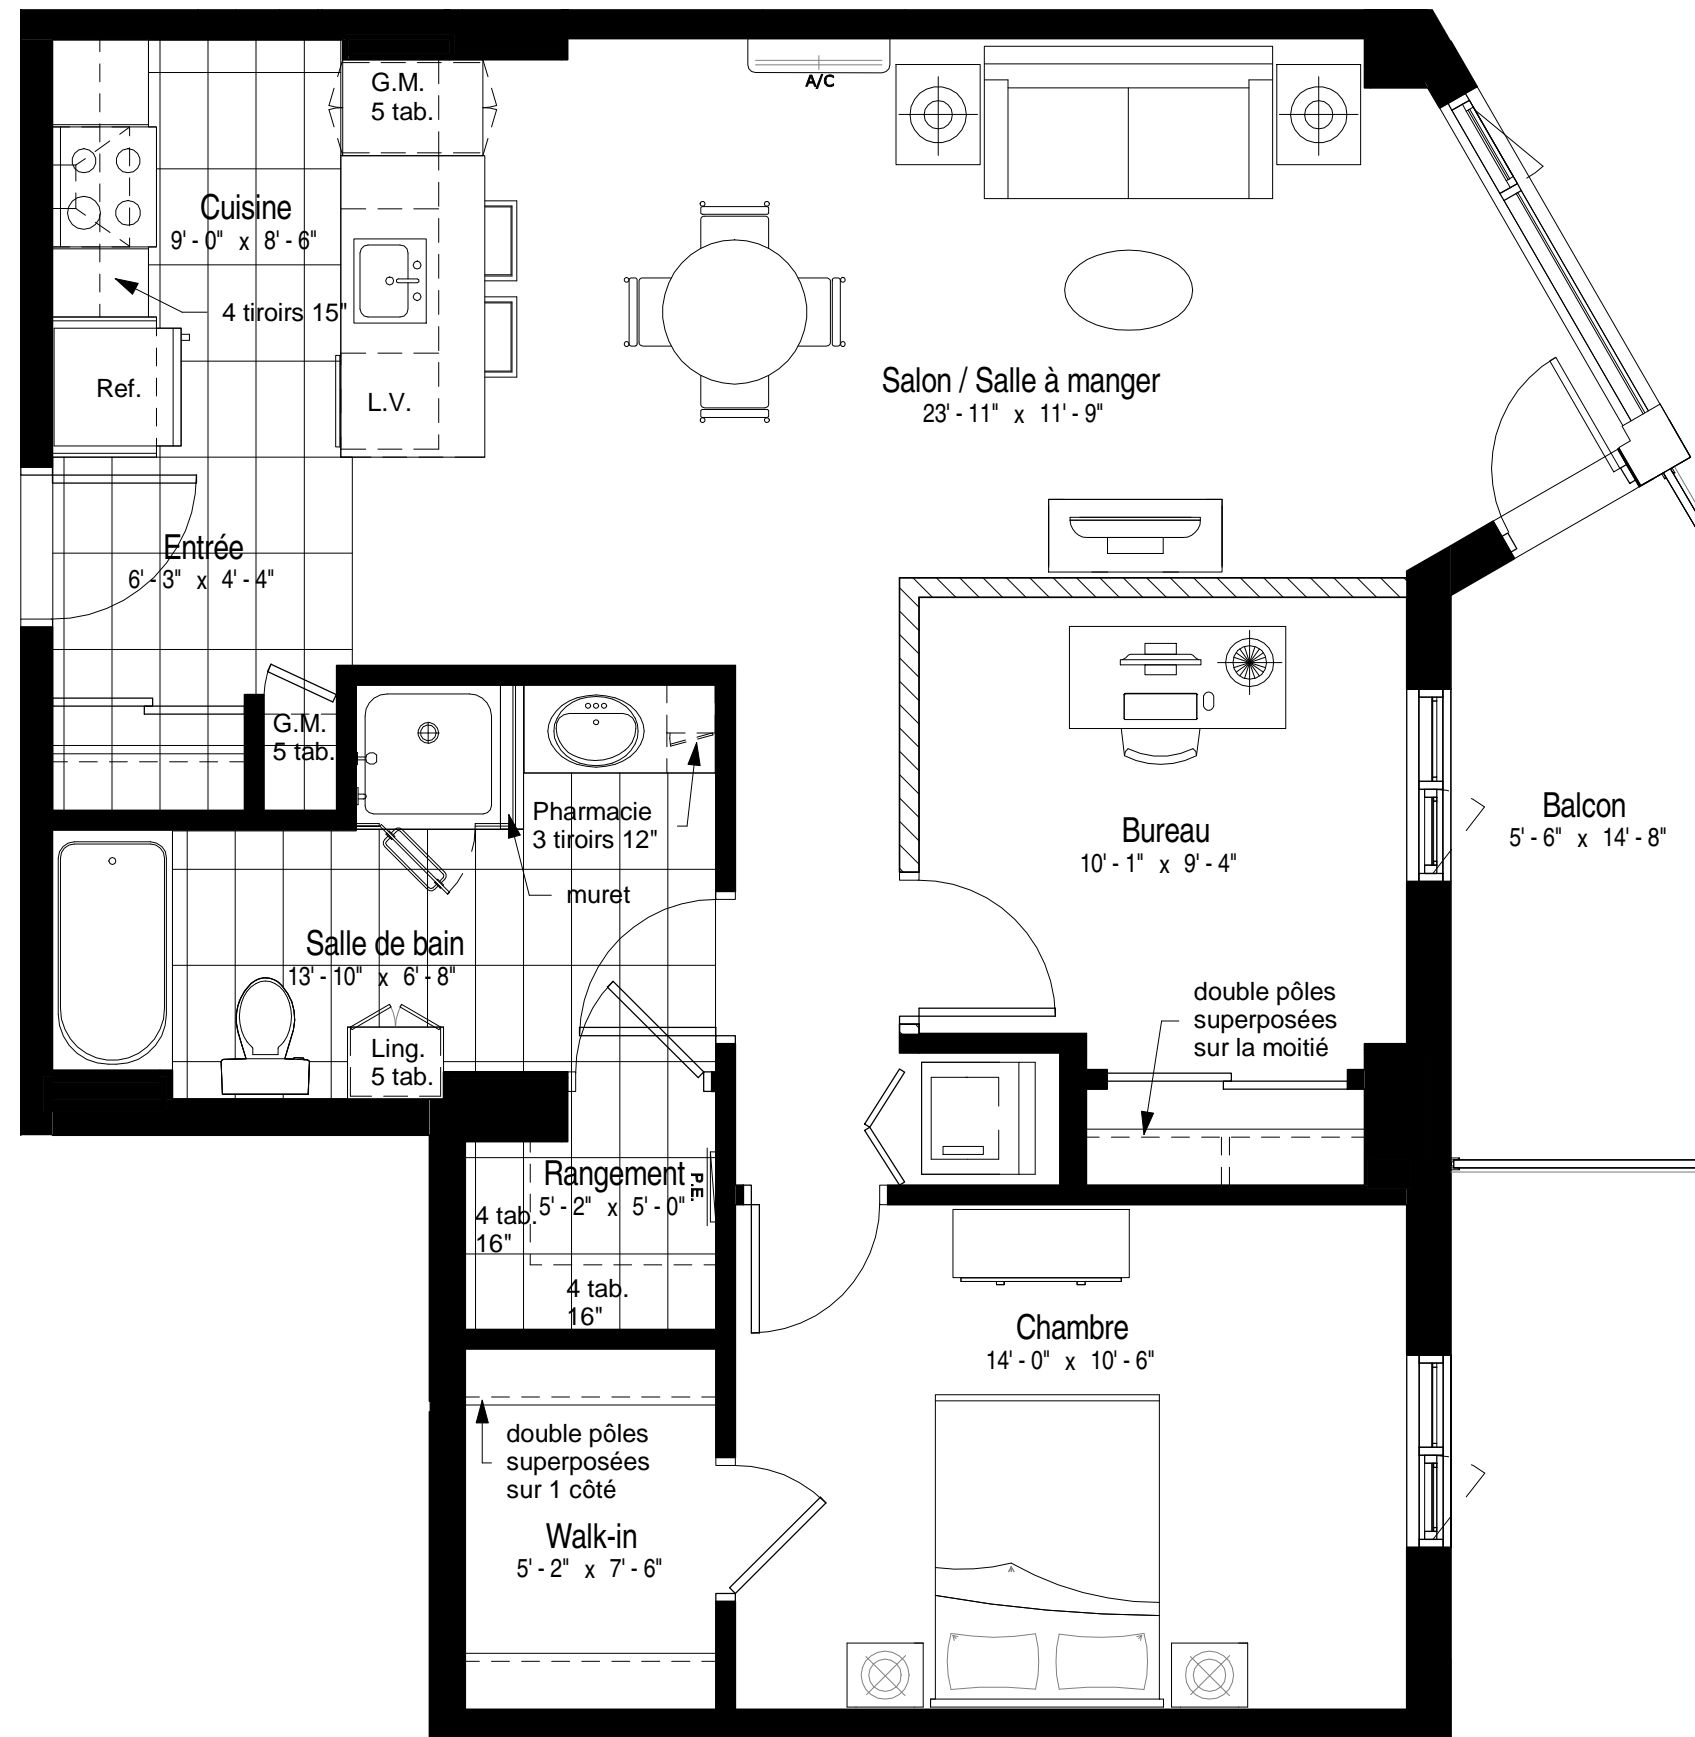 G.M.
5 tab.
A/C
Cuisine
9' - 0" x 8' - 6"
4 tiroirs 15"
Ref.
L.V.
Salon / Salle à manger
23' - 11" x 11' - 9"
Entrée
6' - 3" x 4' - 4"
G.M.
5 tab.
Pharmacie
3 tiroirs 12"
muret
Bureau
10' - 1" x 9' - 4"
Balcon
5' - 6" x 14' - 8"
Salle de bain
13' - 10" x 6' - 8"
Ling.
5 tab.
double pôles
superposées
sur la moitié
Rangement
5' - 2" x 5' - 0"
P.E.
4 tab.
16"
4 tab.
16"
Chambre
14' - 0" x 10' - 6"
double pôles
superposées
sur 1 côté
Walk-in
5' - 2" x 7' - 6"